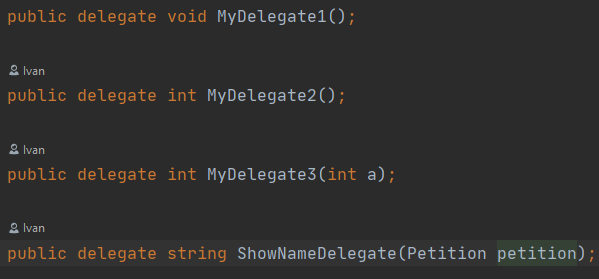 public delegate void MyDelegate1();
Ivan
public delegate int MyDelegate2();
Ivan
public delegate int MyDelegate3(int a);
Ivan
public delegate string ShowNameDelegate(Petition petition);